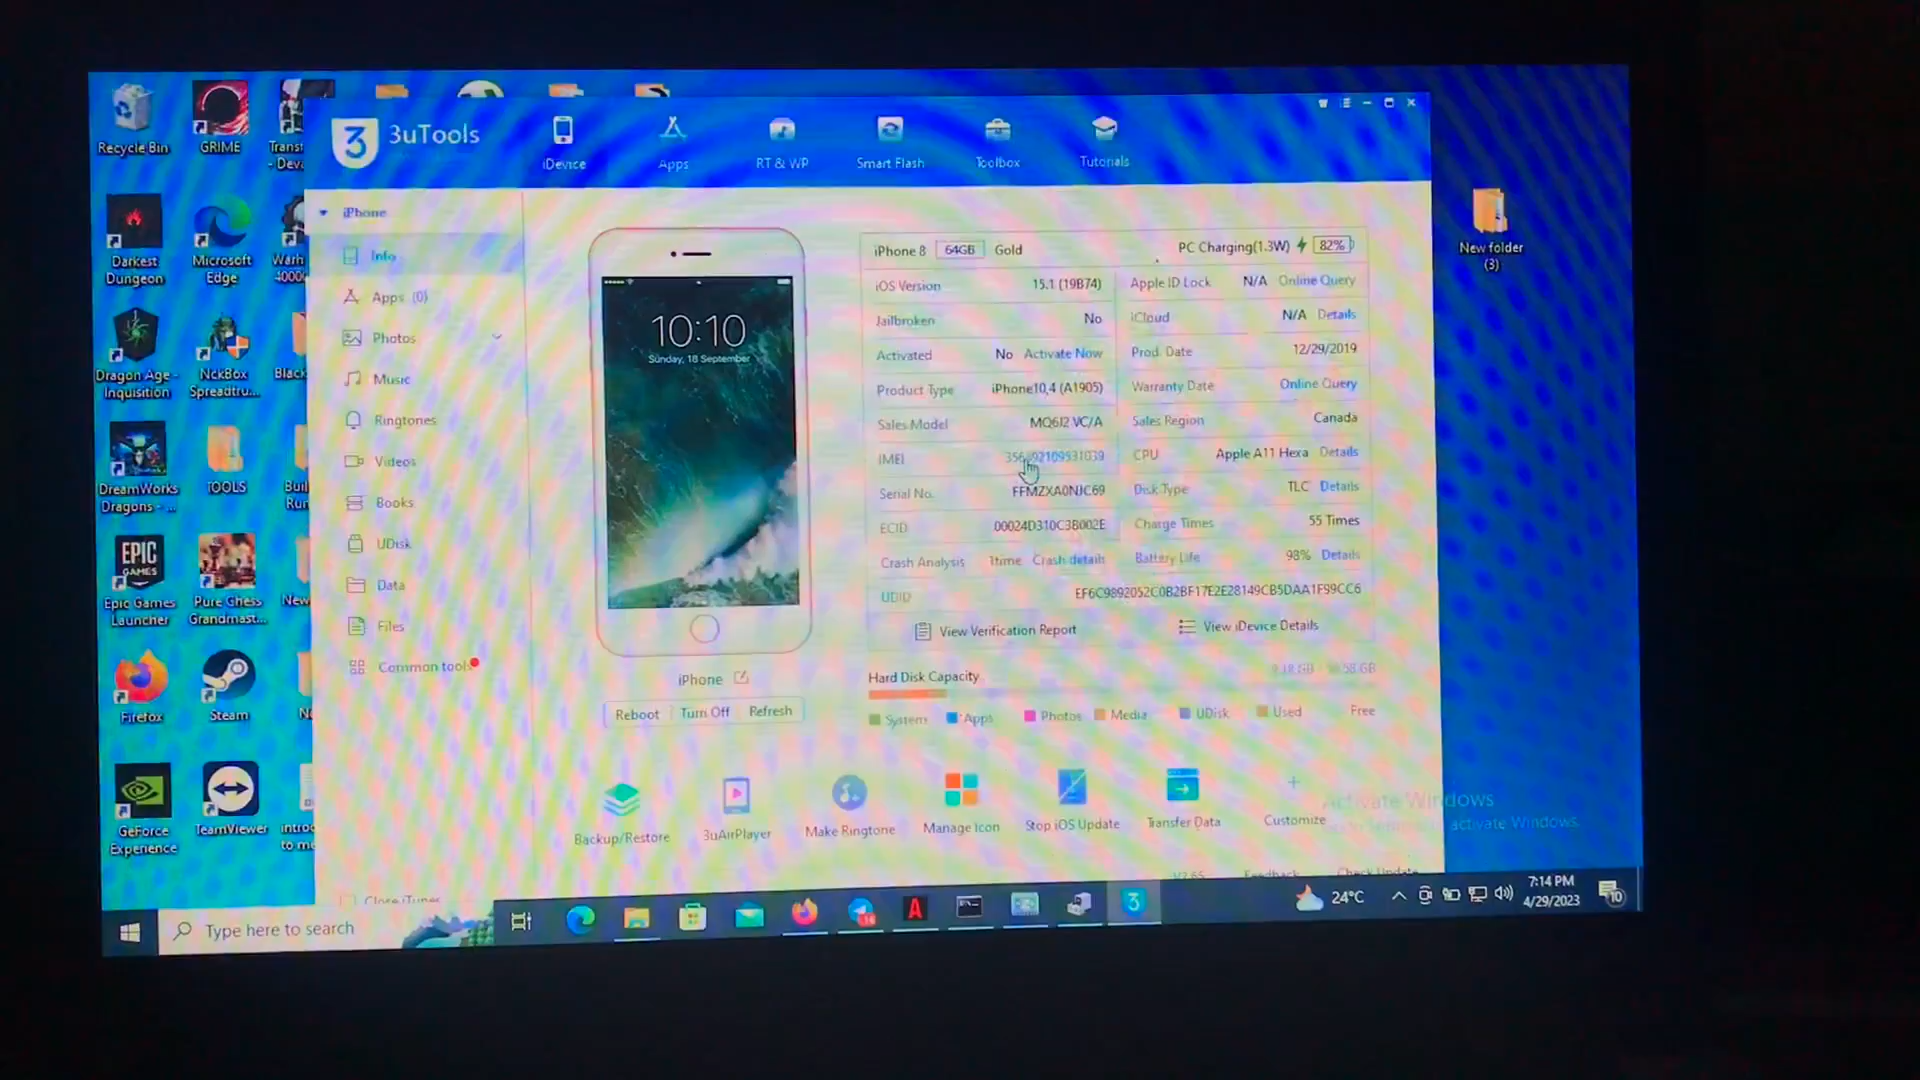 3uTools
iDevice
Apps
RT & WP
Smart Flash
Toolbox
Tutorials
Recycle Bin
GRIME
Darkest
Dungeon
Microsoft
Edge
Dragon Age -
Inquisition
NckBox
Spreadtru...
DreamWorks
Dragons - ...
TOOLS
EPIC
GAMES
Epic Games
Launcher
Pure Chess
Grandmast...
Firefox
Steam
GeForce
Experience
TeamViewer
New folder
(3)
iPhone
Info
Apps (0)
Photos
Music
Ringtones
Videos
Books
UDisk
Data
Files
Common tools
10:10
Sunday, 18 September
iPhone
Reboot
Turn Off
Refresh
iPhone 8 64GB Gold
PC Charging(1.3W) 82%
iOS Version 15.1 (19B74)
Apple ID Lock N/A Online Query
Jailbroken No
iCloud N/A Details
Activated No Activate Now
Prod. Date 12/29/2019
Product Type iPhone10,4 (A1905)
Warranty Date Online Query
Sales Model MQ6J2 VC/A
Sales Region Canada
IMEI
CPU Apple A11 Hexa Details
Serial No. FFMZXA0NJC69
Disk Type TLC Details
ECID 00024D310C3B002E
Charge Times 55 Times
Crash Analysis 1time Crash details
Battery Life 98% Details
UDID EF6C9892052C0B2BF17E2E28149CB5DAA1F99CC6
View Verification Report
View iDevice Details
Hard Disk Capacity
System Apps Photos Media UDisk Used Free
Backup/Restore
3uAirPlayer
Make Ringtone
Manage Icon
Stop iOS Update
Transfer Data
Customize
Activate Windows
activate Windows.
Type here to search
24°C
7:14 PM
4/29/2023
10